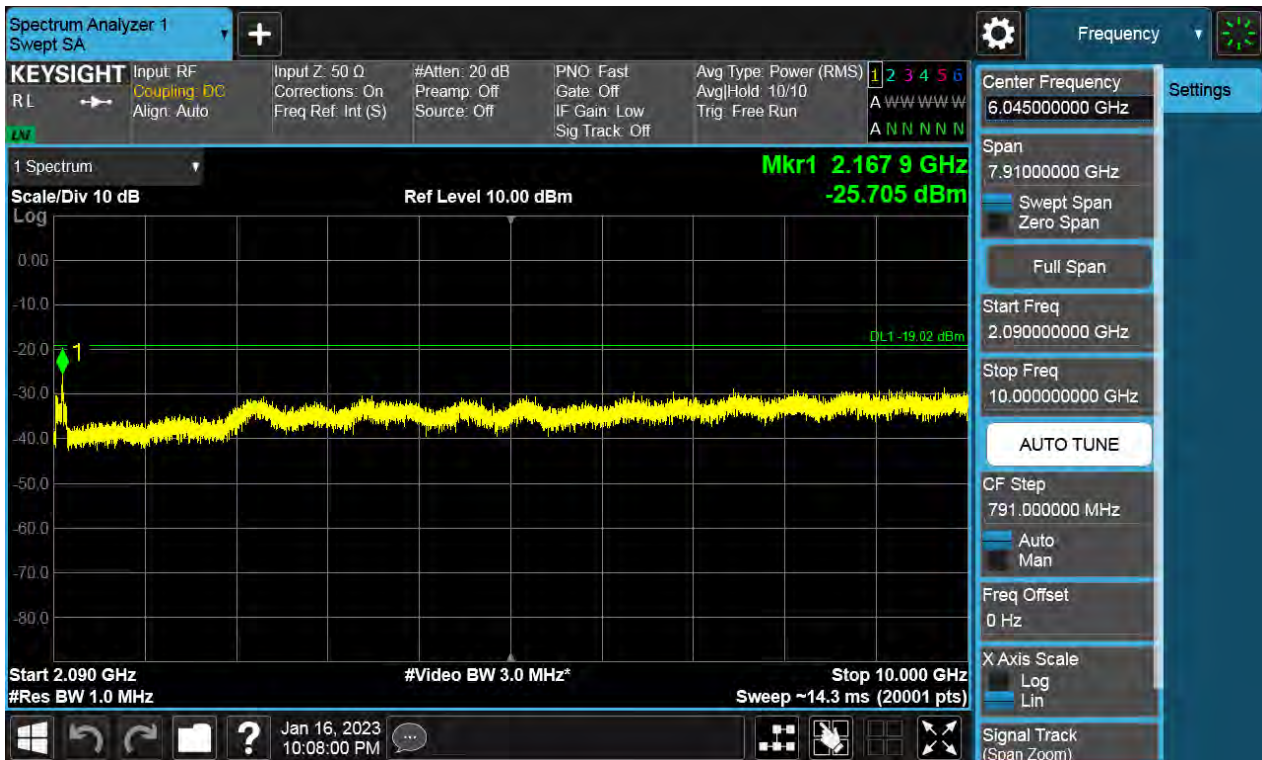 Spectrum Analyzer 1
Swept SA
+
Frequency
KEYSIGHT
RL
LNI
Input: RF
Coupling: DC
Align: Auto
Input Z: 50 Ω
Corrections: On
Freq Ref: Int (S)
#Atten: 20 dB
Preamp: Off
Source: Off
PNO: Fast
Gate: Off
IF Gain: Low
Sig Track: Off
Avg Type: Power (RMS)
Avg|Hold: 10/10
Trig: Free Run
1 2 3 4 5 6
A W W W W W
A N N N N N
1 Spectrum
Mkr1 2.167 9 GHz
Scale/Div 10 dB
Ref Level 10.00 dBm
-25.705 dBm
Log
0.00
-10.0
DL1 -19.02 dBm
-20.0
1
-30.0
-40.0
-50.0
-60.0
-70.0
-80.0
Start 2.090 GHz
#Video BW 3.0 MHz*
Stop 10.000 GHz
#Res BW 1.0 MHz
Sweep ~14.3 ms (20001 pts)
Center Frequency
6.045000000 GHz
Span
7.91000000 GHz
Swept Span
Zero Span
Full Span
Start Freq
2.090000000 GHz
Stop Freq
10.000000000 GHz
AUTO TUNE
CF Step
791.000000 MHz
Auto
Man
Freq Offset
0 Hz
X Axis Scale
Log
Lin
Signal Track
(Span Zoom)
Settings
?
Jan 16, 2023
10:08:00 PM